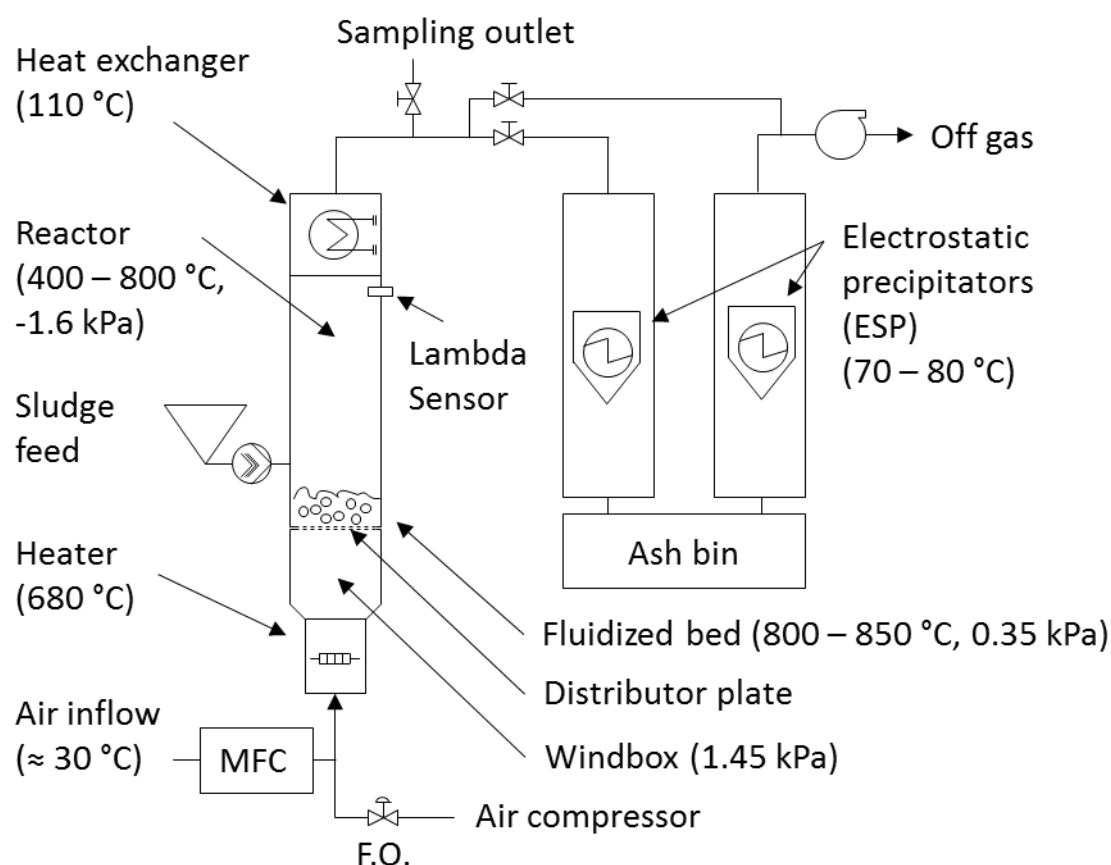 Sampling outlet
Heat exchanger
(110 °C)
Off gas
Reactor
(400 – 800 °C,
-1.6 kPa)
Electrostatic
precipitators
(ESP)
(70 – 80 °C)
Lambda
Sensor
Sludge
feed
Ash bin
Heater
(680 °C)
Fluidized bed (800 – 850 °C, 0.35 kPa)
Distributor plate
Air inflow
(≈ 30 °C)
MFC
Windbox (1.45 kPa)
Air compressor
F.O.